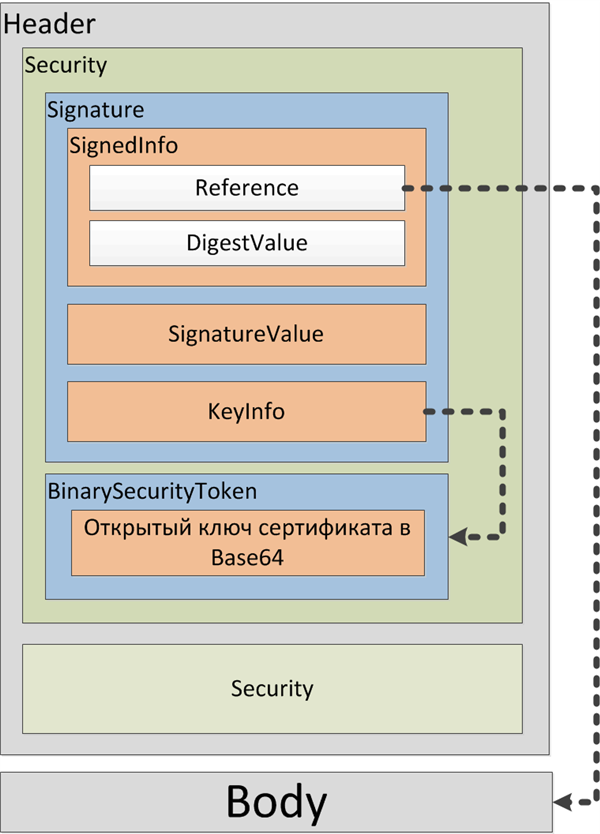 Header
Security
Signature
SignedInfo
Reference
DigestValue
SignatureValue
KeyInfo
BinarySecurityToken
Открытый ключ сертификата в
Base64
Security
Body